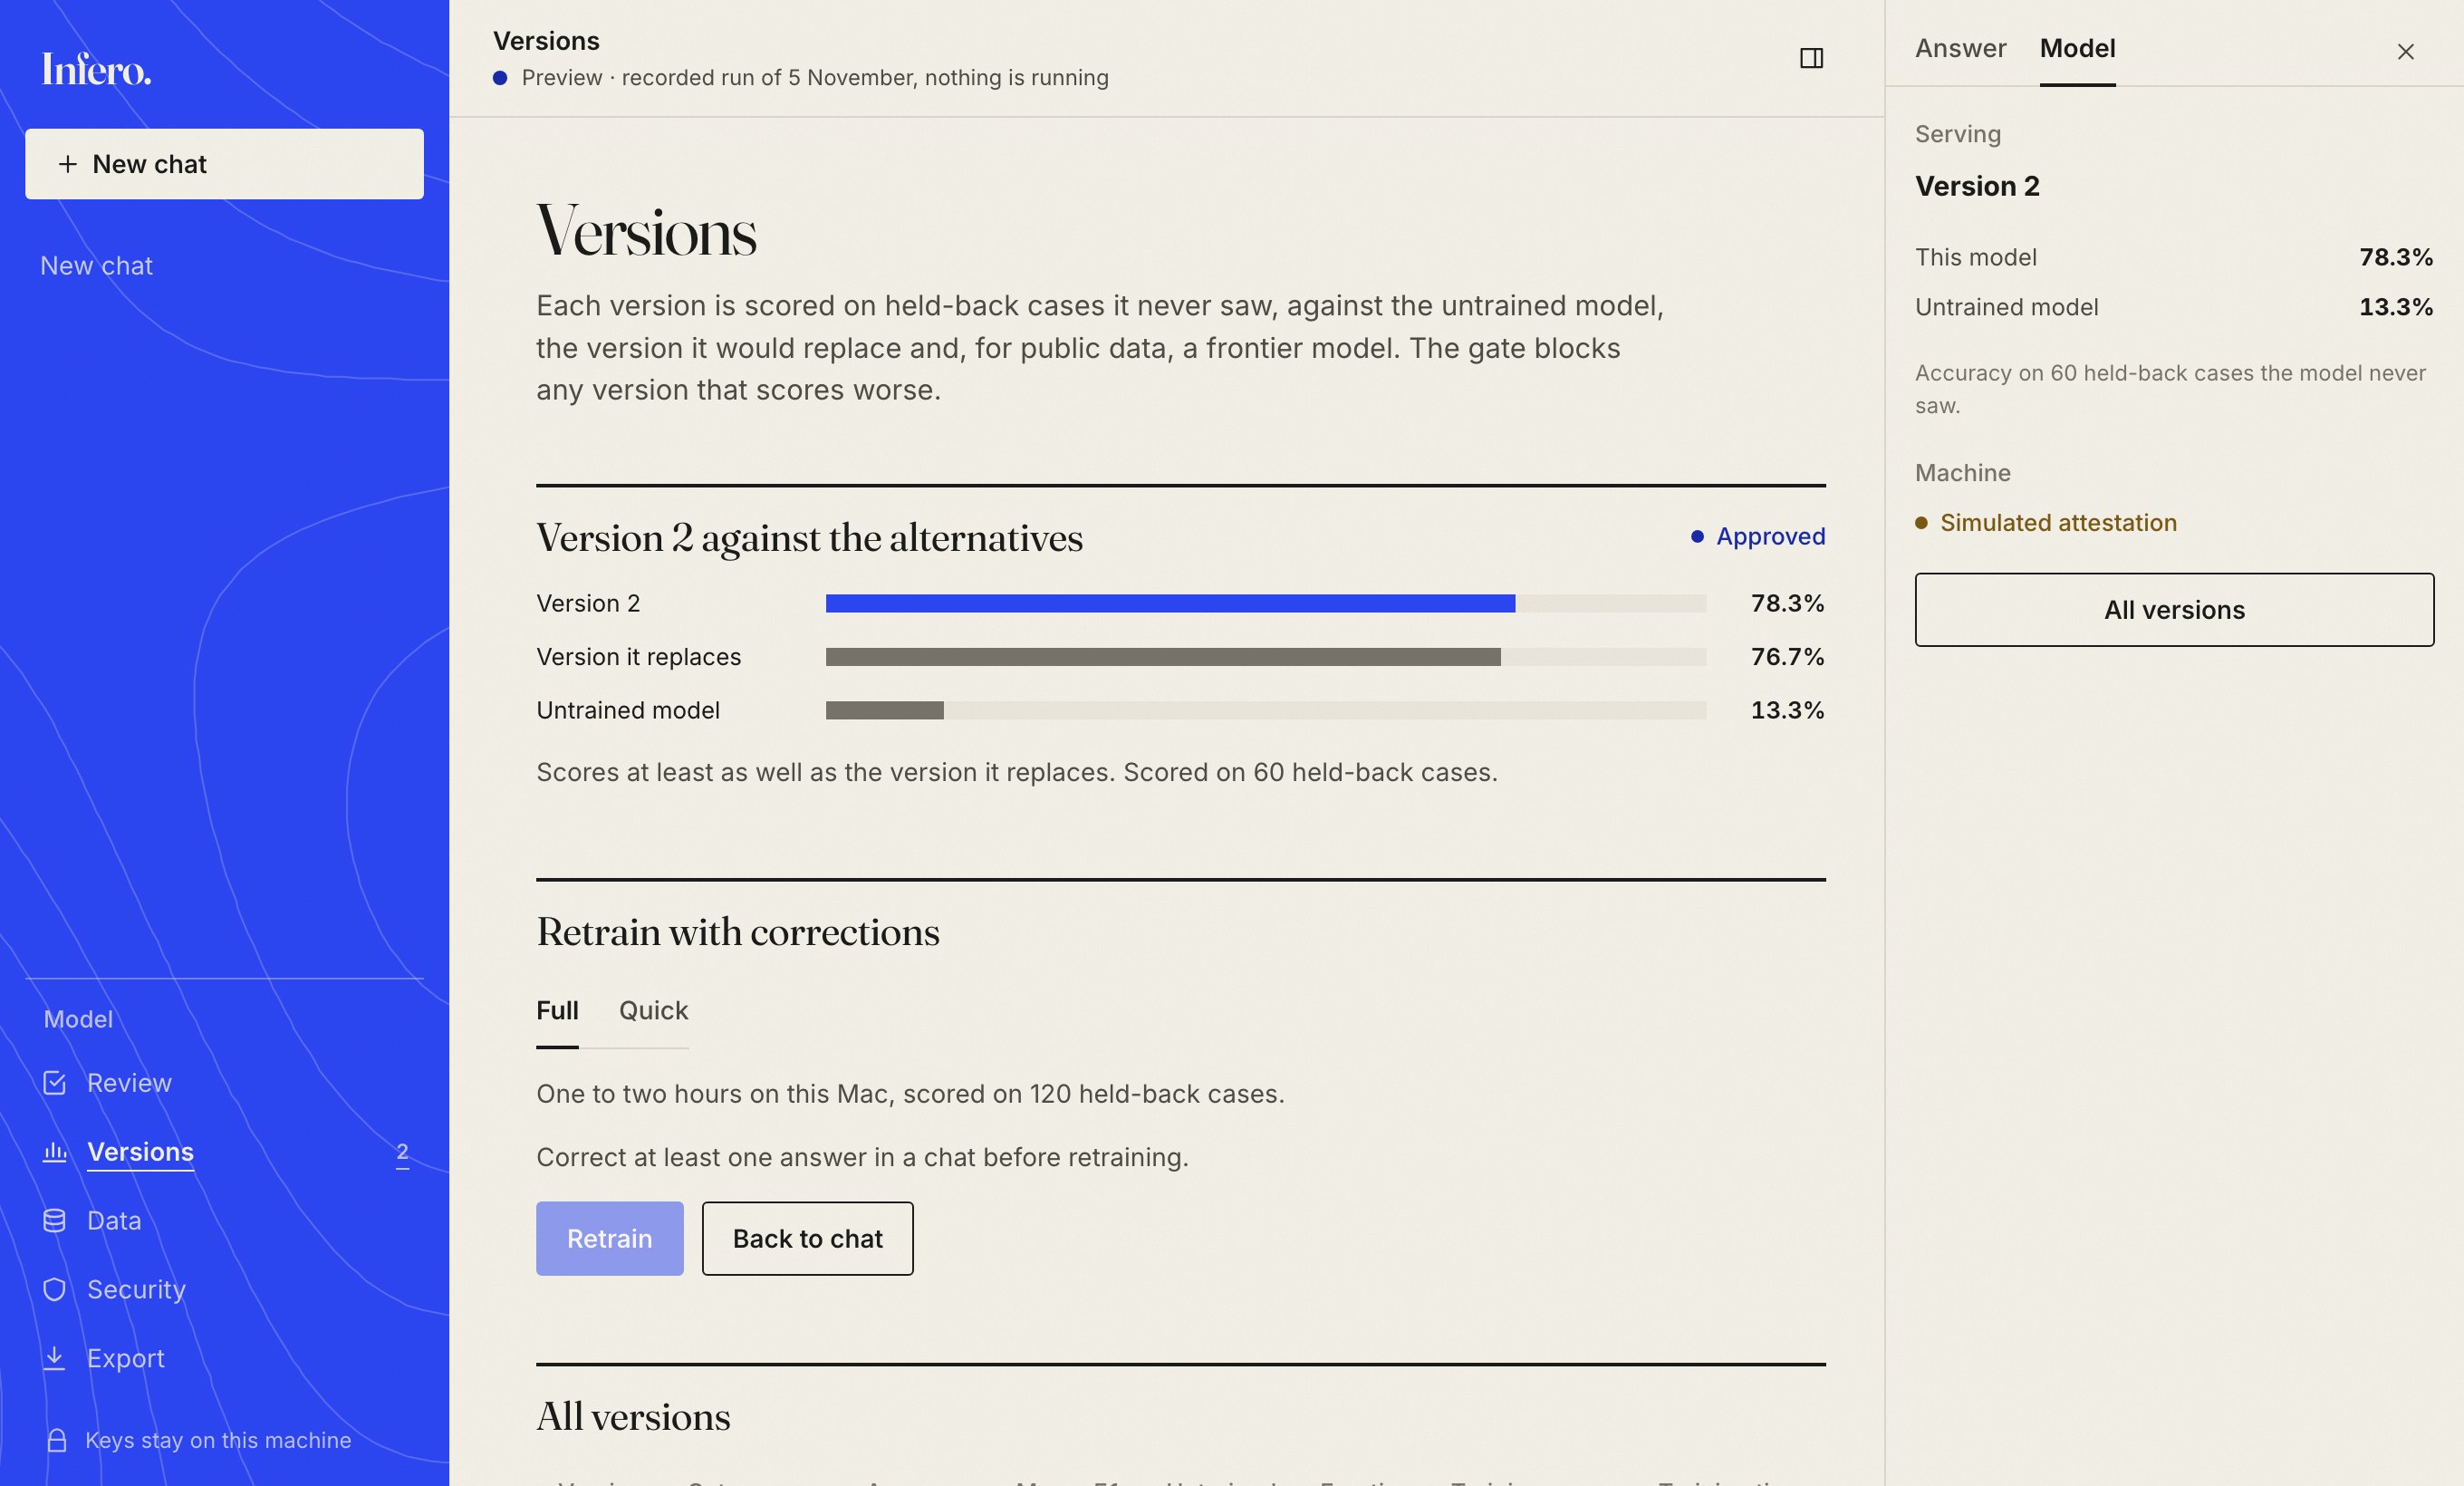 Infero.
New chat
New chat
Model
Review
Versions 2
Data
Security
Export
Keys stay on this machine
Versions
Preview · recorded run of 5 November, nothing is running
Versions
Each version is scored on held-back cases it never saw, against the untrained model,
the version it would replace and, for public data, a frontier model. The gate blocks
any version that scores worse.
Version 2 against the alternatives
Approved
Version 2 78.3%
Version it replaces 76.7%
Untrained model 13.3%
Scores at least as well as the version it replaces. Scored on 60 held-back cases.
Retrain with corrections
Full Quick
One to two hours on this Mac, scored on 120 held-back cases.
Correct at least one answer in a chat before retraining.
Retrain Back to chat
All versions
Answer Model
Serving
Version 2
This model 78.3%
Untrained model 13.3%
Accuracy on 60 held-back cases the model never
saw.
Machine
Simulated attestation
All versions